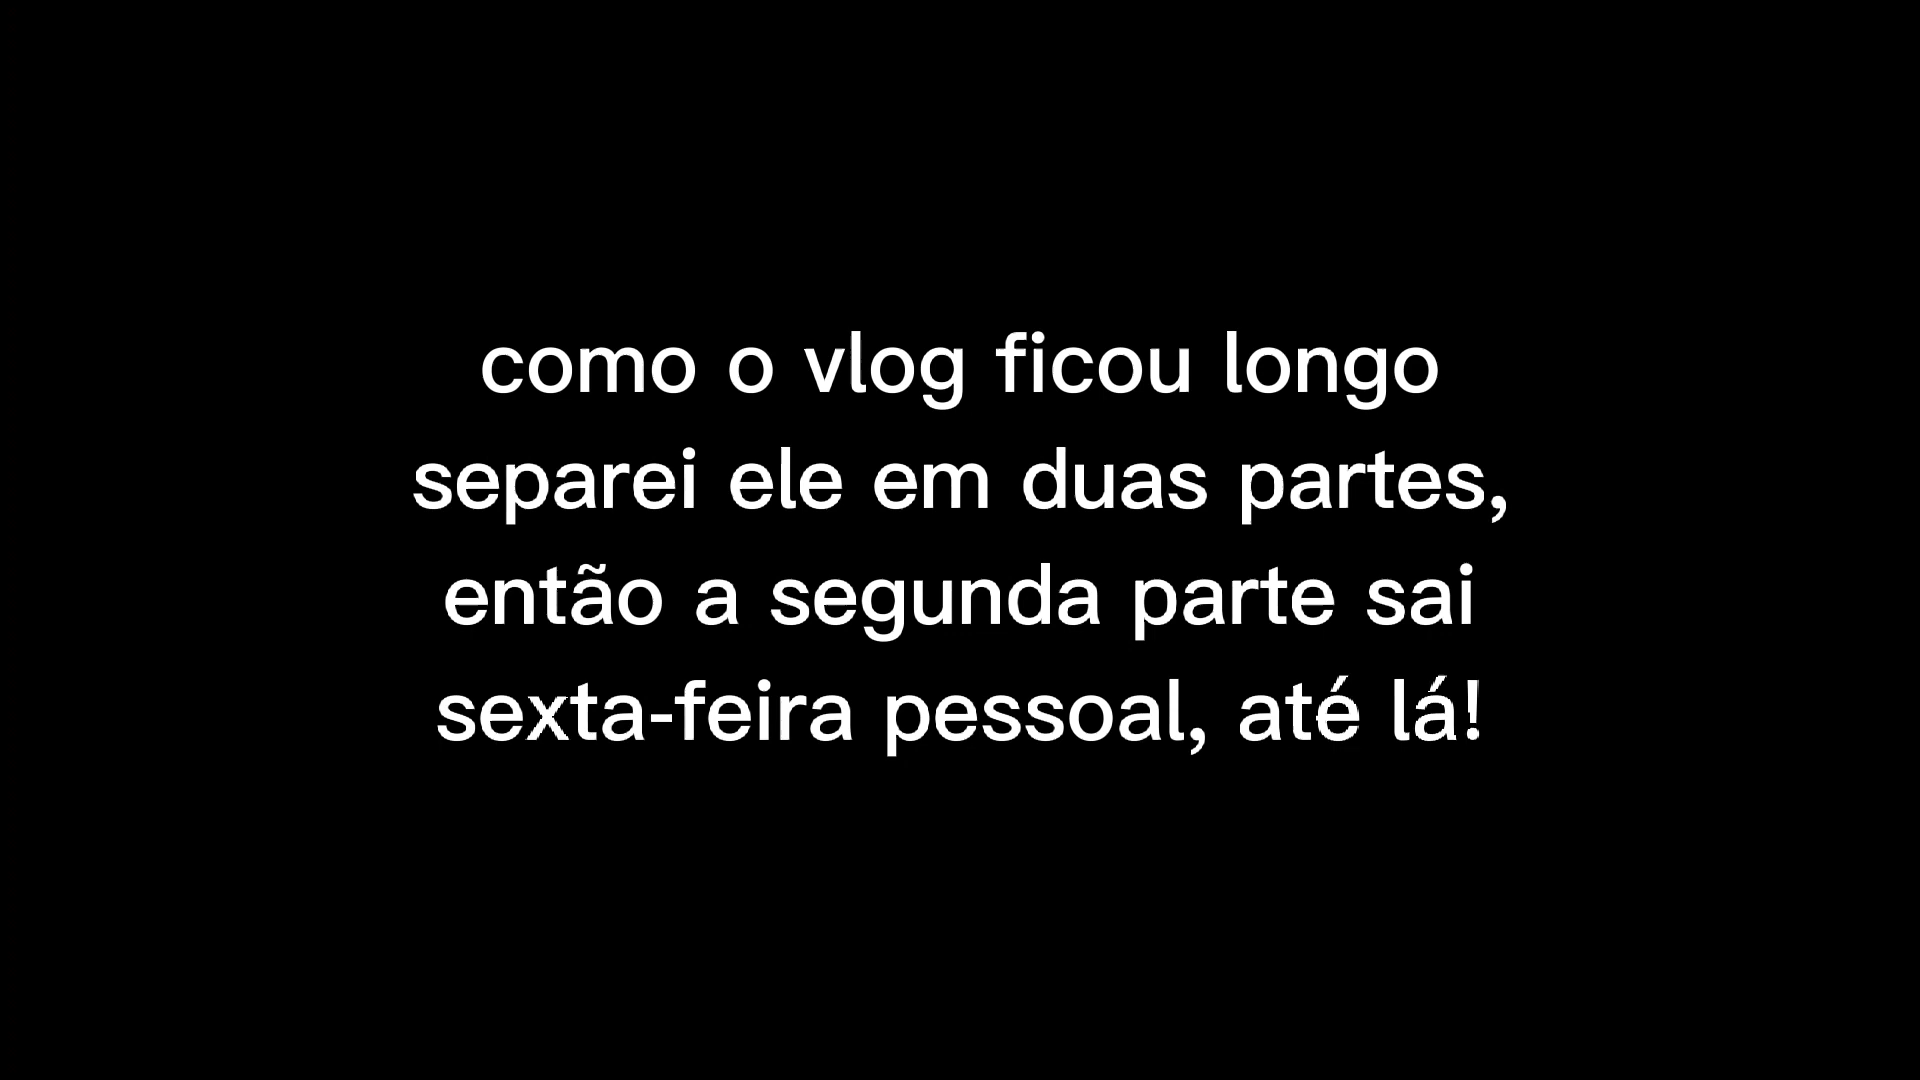 como o vlog ficou longo
separei ele em duas partes,
então a segunda parte sai
sexta-feira pessoal, até lá!